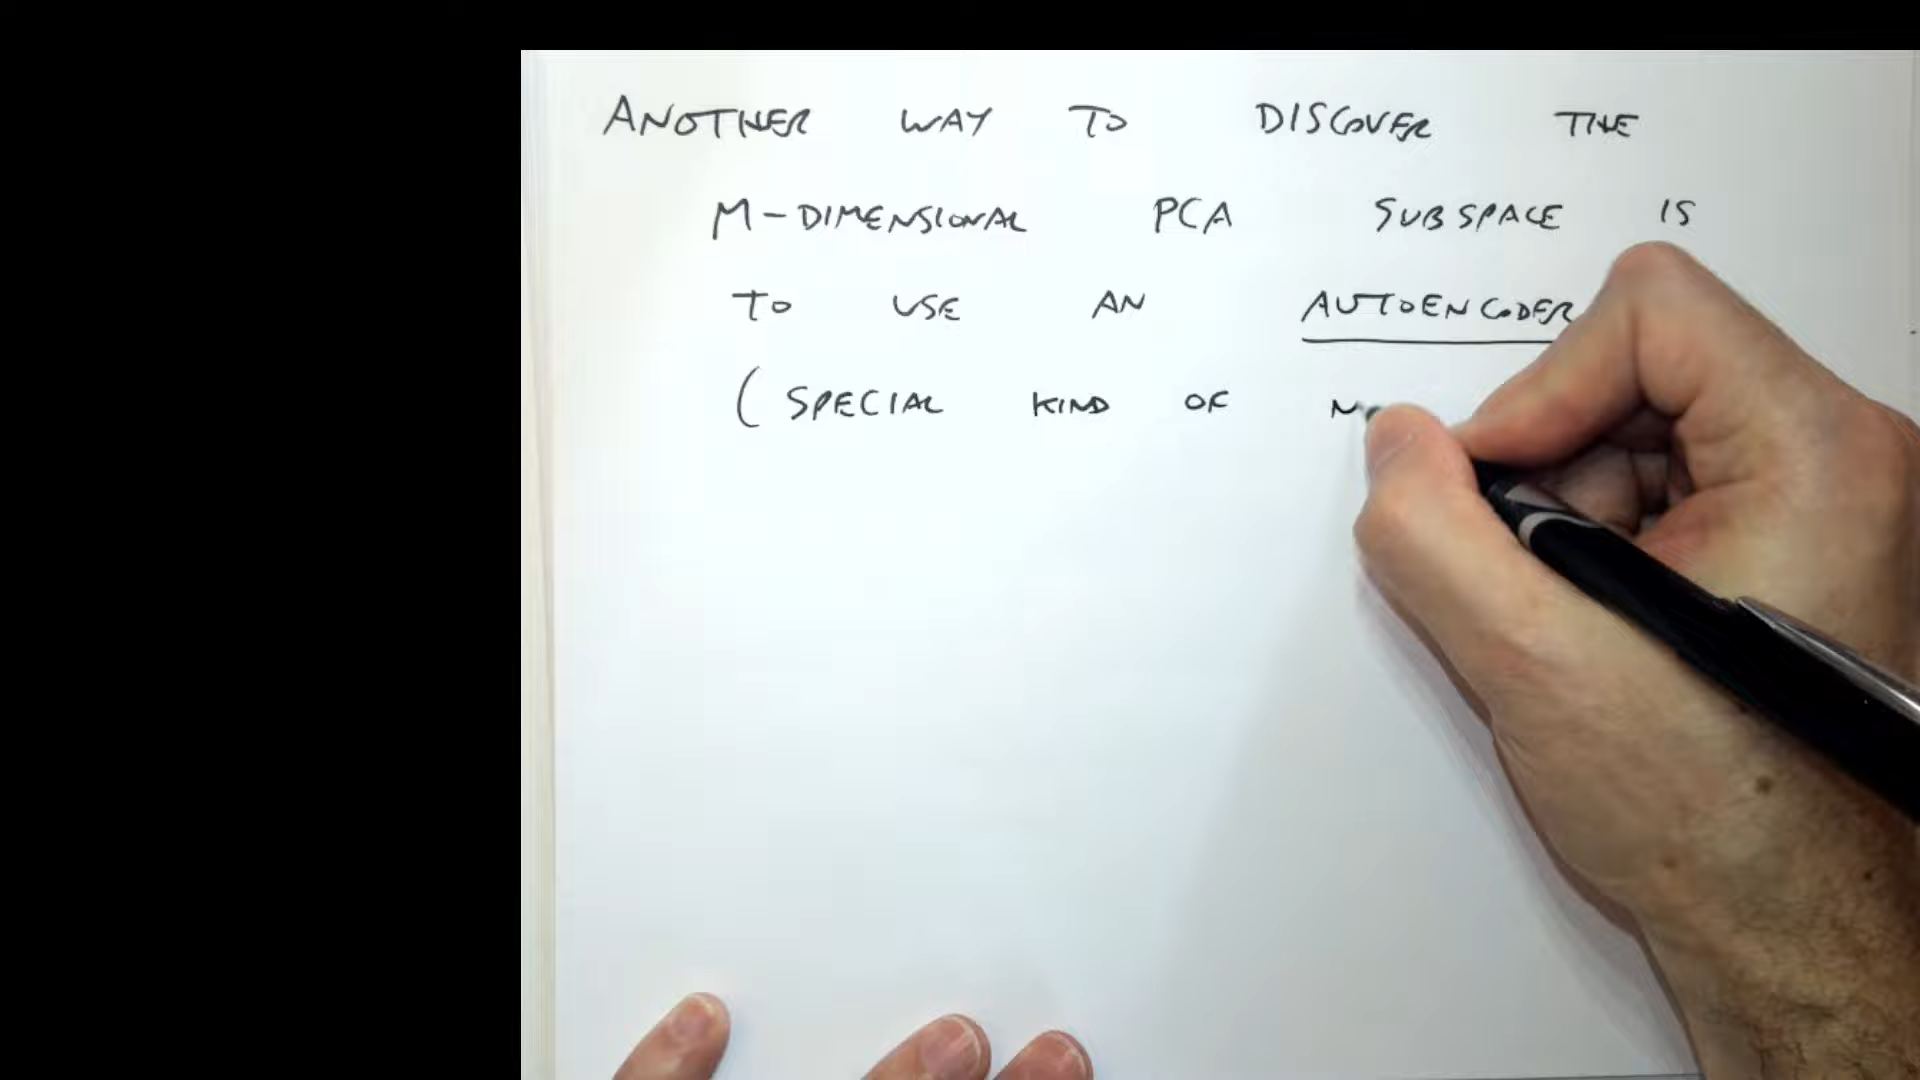 ANOTHER WAY TO DISCOVER THE
M-DIMENSIONAL PCA SUBSPACE IS
TO USE AN AUTOENCODER
(SPECIAL KIND OF